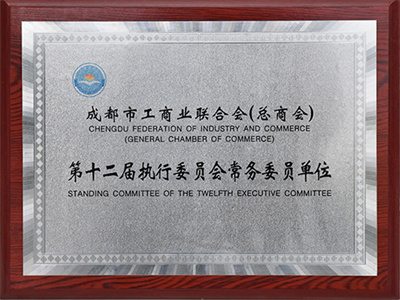 成都市工商业联合会(总商会)
CHENGDU FEDERATION OF INDUSTRY AND COMMERCE
(GENERAL CHAMBER OF COMMERCE)
第十二届执行委员会常务委员单位
STANDING COMMITTEE OF THE TWELFTH EXECUTIVE COMMITTEE